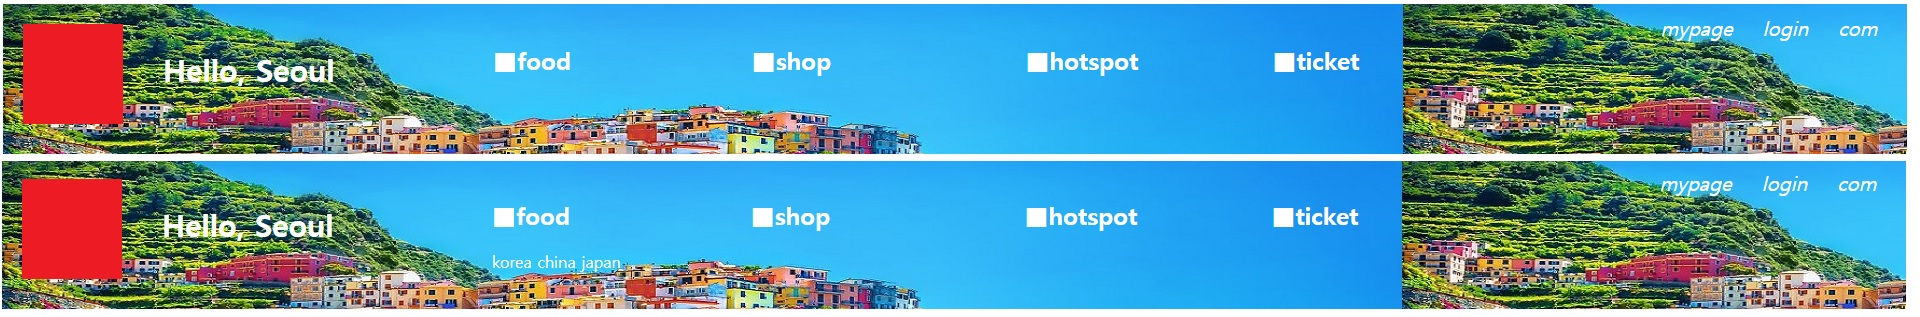 mypage login com
Hello, Seoul ■food ■shop ■hotspot ■ticket
mypage login com
Hello, Seoul ■food ■shop ■hotspot ■ticket
korea china japan